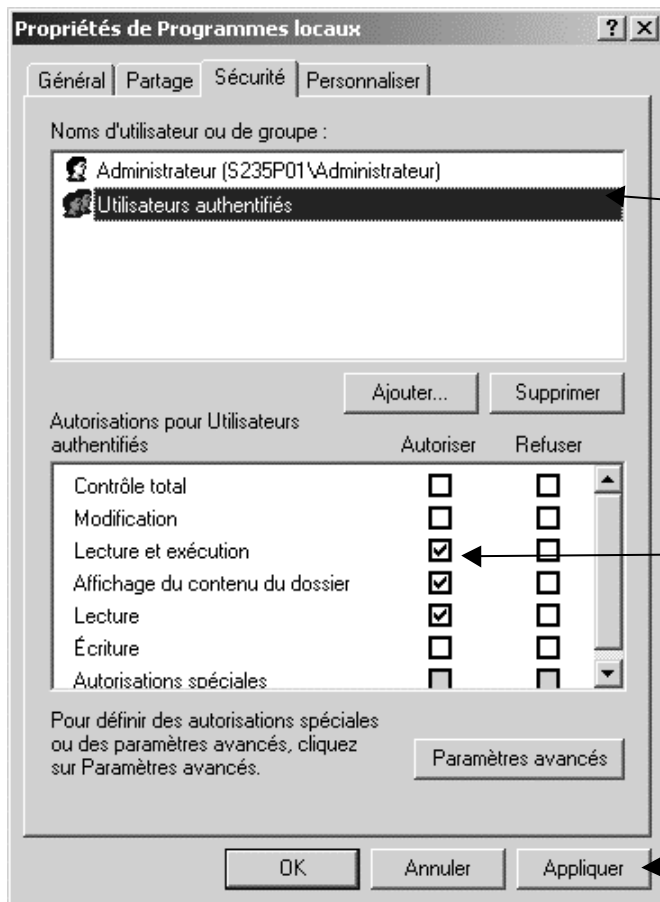 Propriétés de Programmes locaux
Général Partage Sécurité Personnaliser
Noms d'utilisateur ou de groupe :
Administrateur (S235P01\Administrateur)
Utilisateurs authentifiés
Ajouter... Supprimer
Autorisations pour Utilisateurs
authentifiés Autoriser Refuser
Contrôle total
Modification
Lecture et exécution
Affichage du contenu du dossier
Lecture
Écriture
Autorisations spéciales
Pour définir des autorisations spéciales
ou des paramètres avancés, cliquez
sur Paramètres avancés.
Paramètres avancés
OK Annuler Appliquer